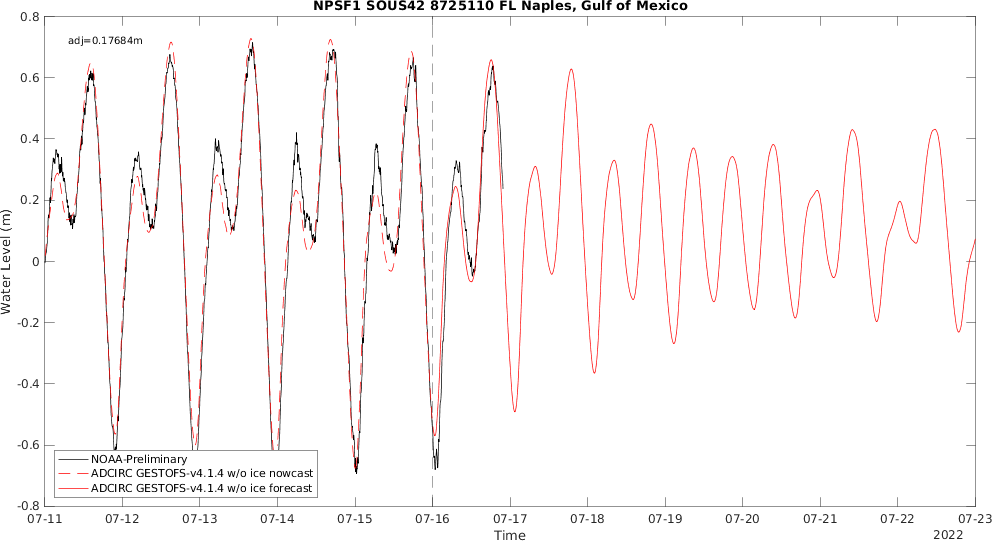 NPSF1 SOUS42 8725110 FL Naples, Gulf of Mexico
adj=0.17684m
Water Level (m)
0.8
0.6
0.4
0.2
0
-0.2
-0.4
-0.6
-0.8
NOAA-Preliminary
ADCIRC GESTOFS-v4.1.4 w/o ice nowcast
ADCIRC GESTOFS-v4.1.4 w/o ice forecast
07-11 07-12 07-13 07-14 07-15 07-16 07-17 07-18 07-19 07-20 07-21 07-22 07-23
Time
2022